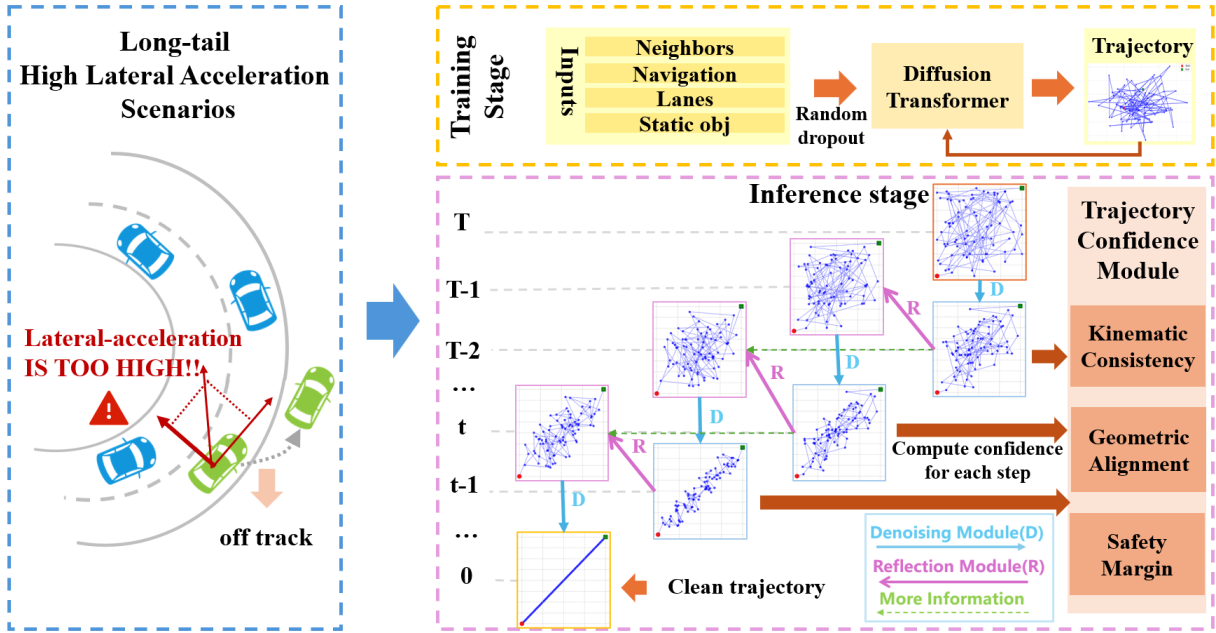 Long-tail
High Lateral Acceleration
Scenarios
Lateral-acceleration
IS TOO HIGH!!
off track
Training
Stage
Inputs
Neighbors
Navigation
Lanes
Static obj
Random
dropout
Diffusion
Transformer
Trajectory
Inference stage
T
T-1
T-2
...
t
t-1
...
0
D
R
D
R
D
R
D
Clean trajectory
Compute confidence
for each step
Denoising Module(D)
Reflection Module(R)
More Information
Trajectory
Confidence
Module
Kinematic
Consistency
Geometric
Alignment
Safety
Margin